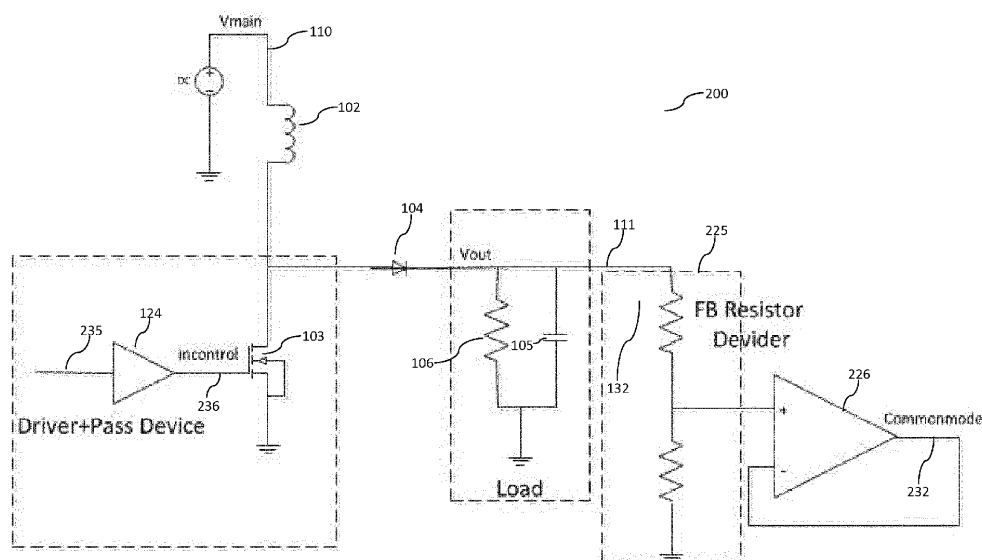 Vmain
110
DC
+
-
102
200
104
Vout
111
225
FB Resistor
Devider
124
235
incontrol
103
236
Driver+Pass Device
106
105
132
226
+
-
Commonmode
232
Load